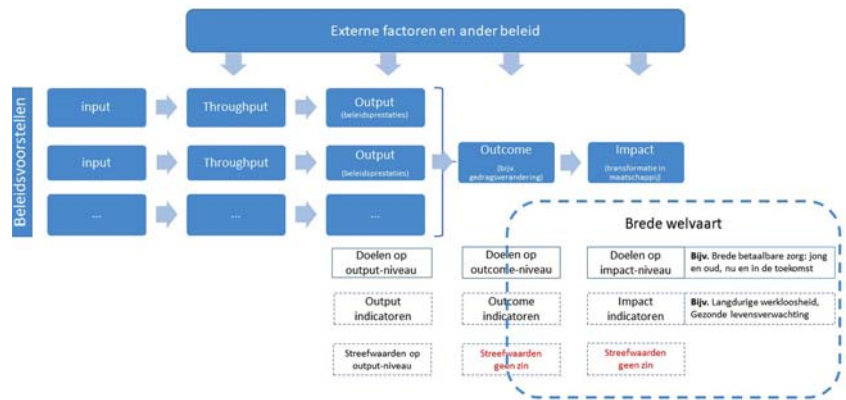 Externe factoren en ander beleid
Beleidsvoorstellen
input
Throughput
Output
(beleidsprestaties)
input
Throughput
Output
(beleidsprestaties)
Outcome
(bijv.
gedragsverandering)
Impact
(transformatie in
maatschappij)
...
...
...
Brede welvaart
Doelen op
output-niveau
Doelen op
outcome-niveau
Doelen op
impact-niveau
Bijv. Brede betaalbare zorg: jong
en oud, nu en in de toekomst
Output
indicatoren
Outcome
indicatoren
Impact
indicatoren
Bijv. Langdurige werkloosheid,
Gezonde levensverwachting
Streefwaarden op
output-niveau
Streefwaarden
geen zin
Streefwaarden
geen zin